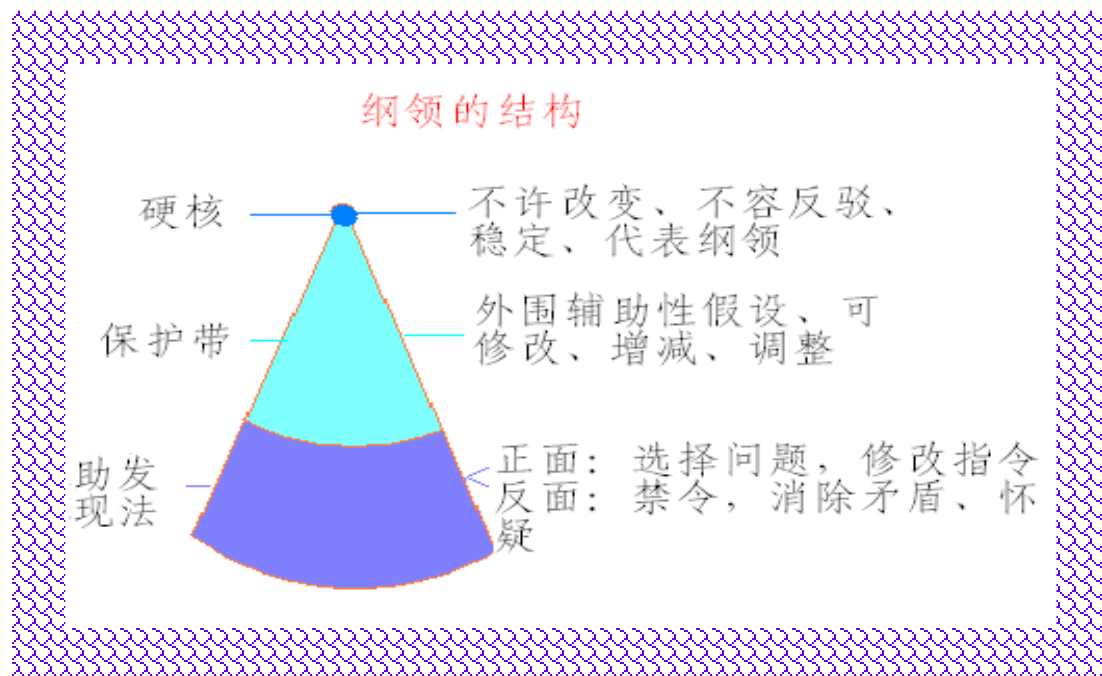 纲领的结构
硬核
不许改变、不容反驳、
稳定、代表纲领
保护带
外围辅助性假设、可
修改、增减、调整
助发
现法
正面：选择问题，修改指令
反面：禁令，消除矛盾、怀
疑